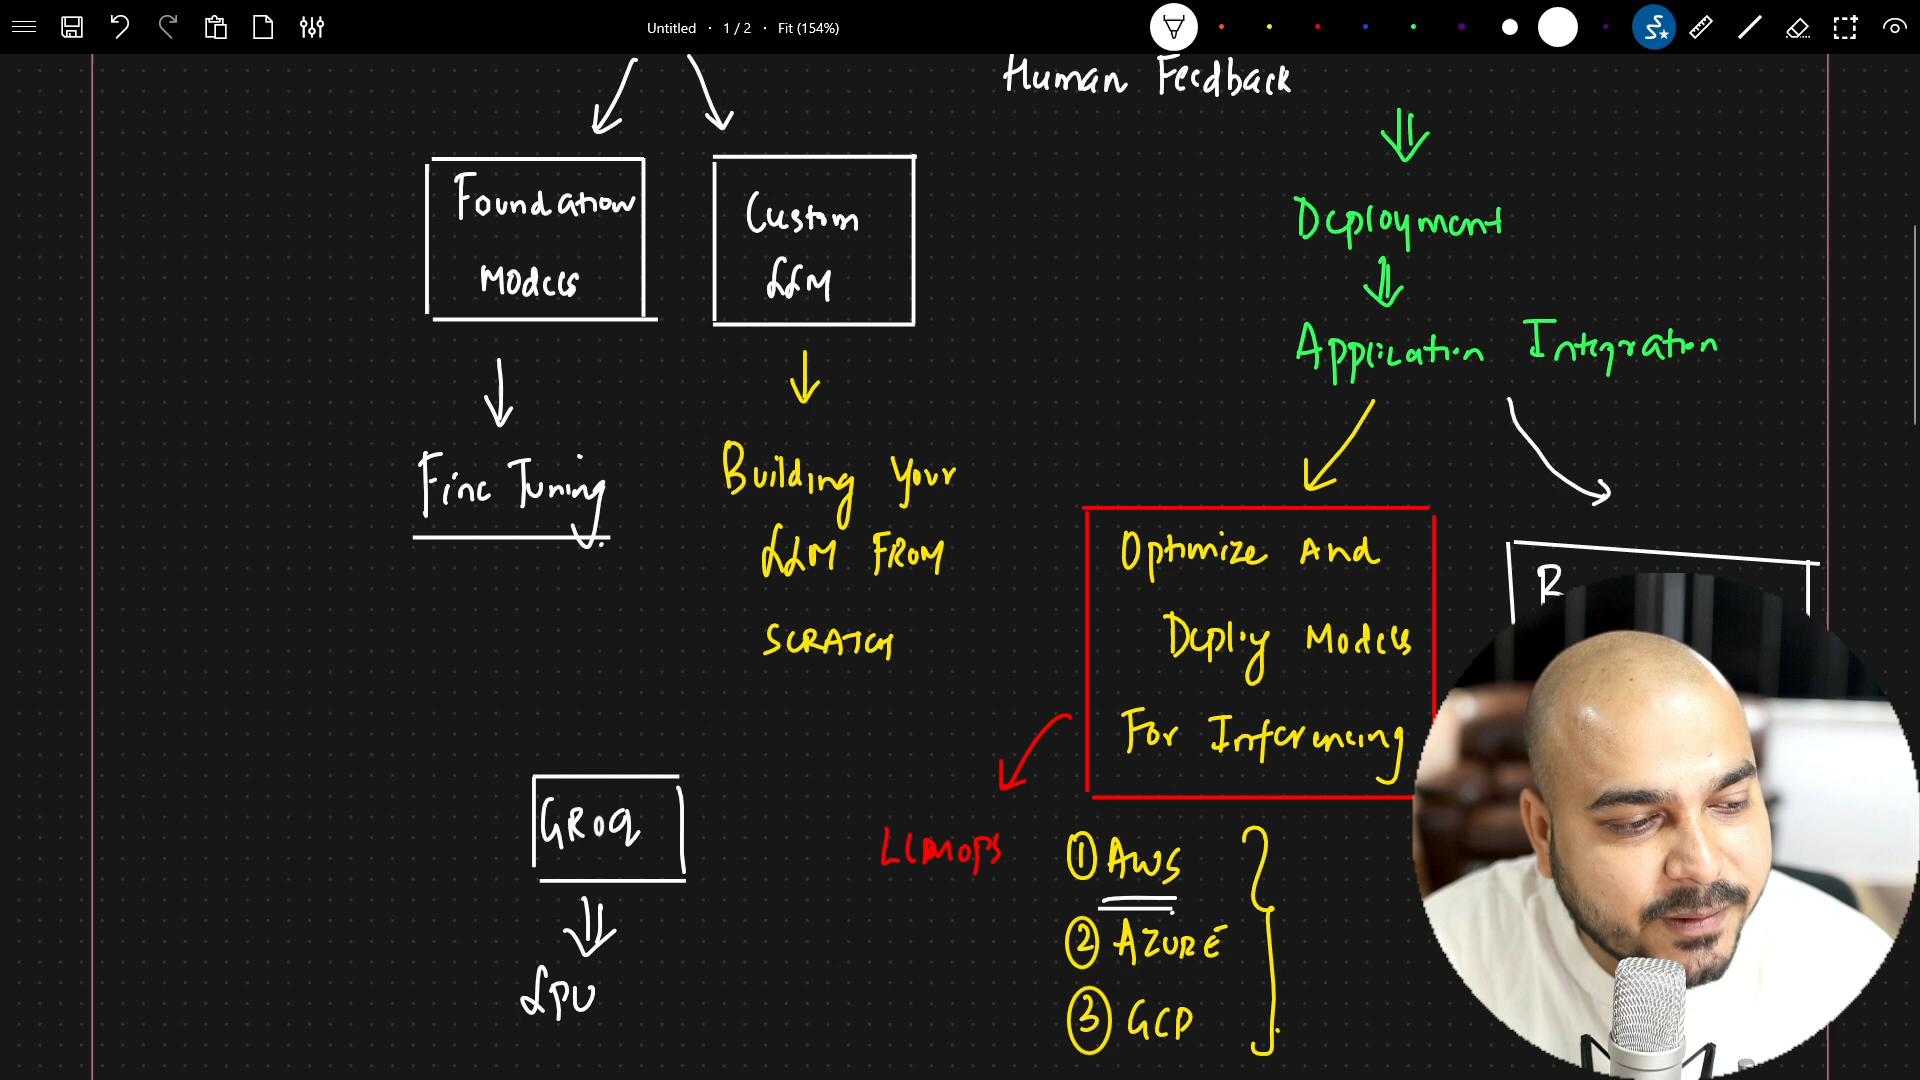 Untitled · 1 / 2 · Fit (154%)
Human Feedback
Foundation
Models
Custom
LLM
Deployment
Application Integration
Fine Tuning
Building Your
LLM FROM
SCRATCH
Optimize And
Deploy Models
For Inferencing
R
GROQ
LLMOPS
① AWS
② AZURE
③ GCP
LPU